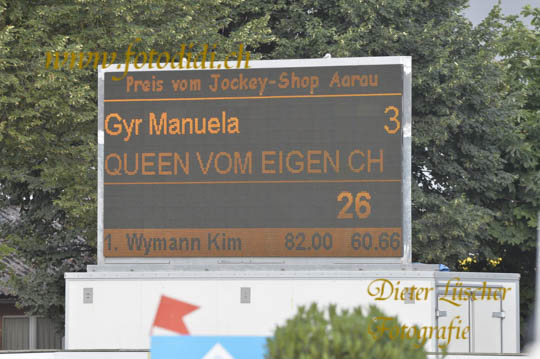 www.fotodidi.ch
Preis vom Jockey-Shop Aarau
Gyr Manuela 3
QUEEN VOM EIGEN CH
26
1. Wymann Kim 82.00 60.66
Dieter Lüscher
Fotografie